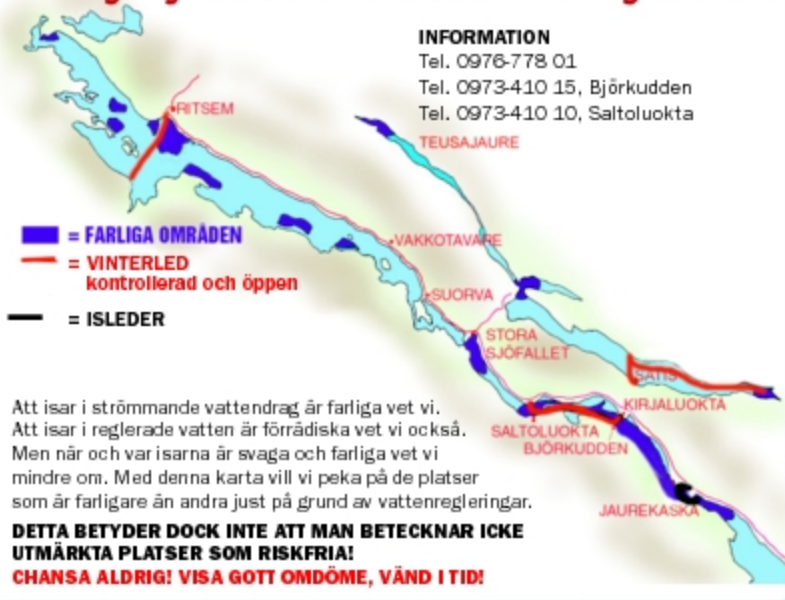 INFORMATION
Tel. 0976-778 01
Tel. 0973-410 15, Björkudden
Tel. 0973-410 10, Saltoluokta
RITSEM
TEUSAJAURE
= FARLIGA OMRÅDEN
VAKKOTAVARE
= VINTERLED
kontrollerad och öppen
SUORVA
= ISLEDER
STORA
SJÖFALLET
SATIS
KIRJALUOKTA
SALTOLUOKTA
BJÖRKUDDEN
JAUREKASKA
Att isar i strömmande vattendrag är farliga vet vi.
Att isar i reglerade vatten är förrädiska vet vi också.
Men när och var isarna är svaga och farliga vet vi
mindre om. Med denna karta vill vi peka på de platser
som är farligare än andra just på grund av vattenregleringar.
DETTA BETYDER DOCK INTE ATT MAN BETECKNAR ICKE
UTMÄRKTA PLATSER SOM RISKFRIA!
CHANSA ALDRIG! VISA GOTT OMDÖME, VÄND I TID!